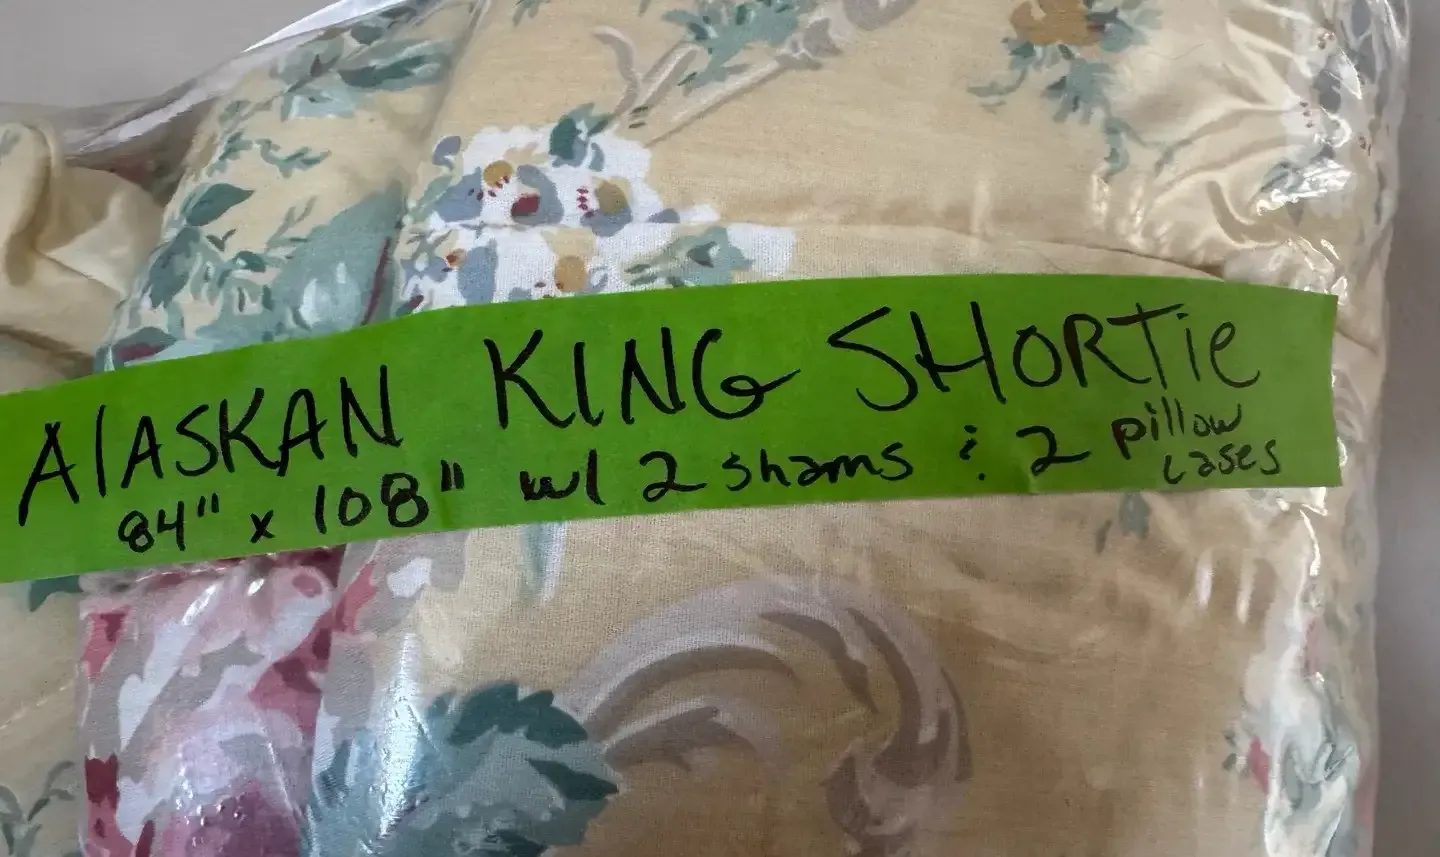 AlASKAN KING SHORTie
84" x 108" w/ 2 shams & 2 pillow cases